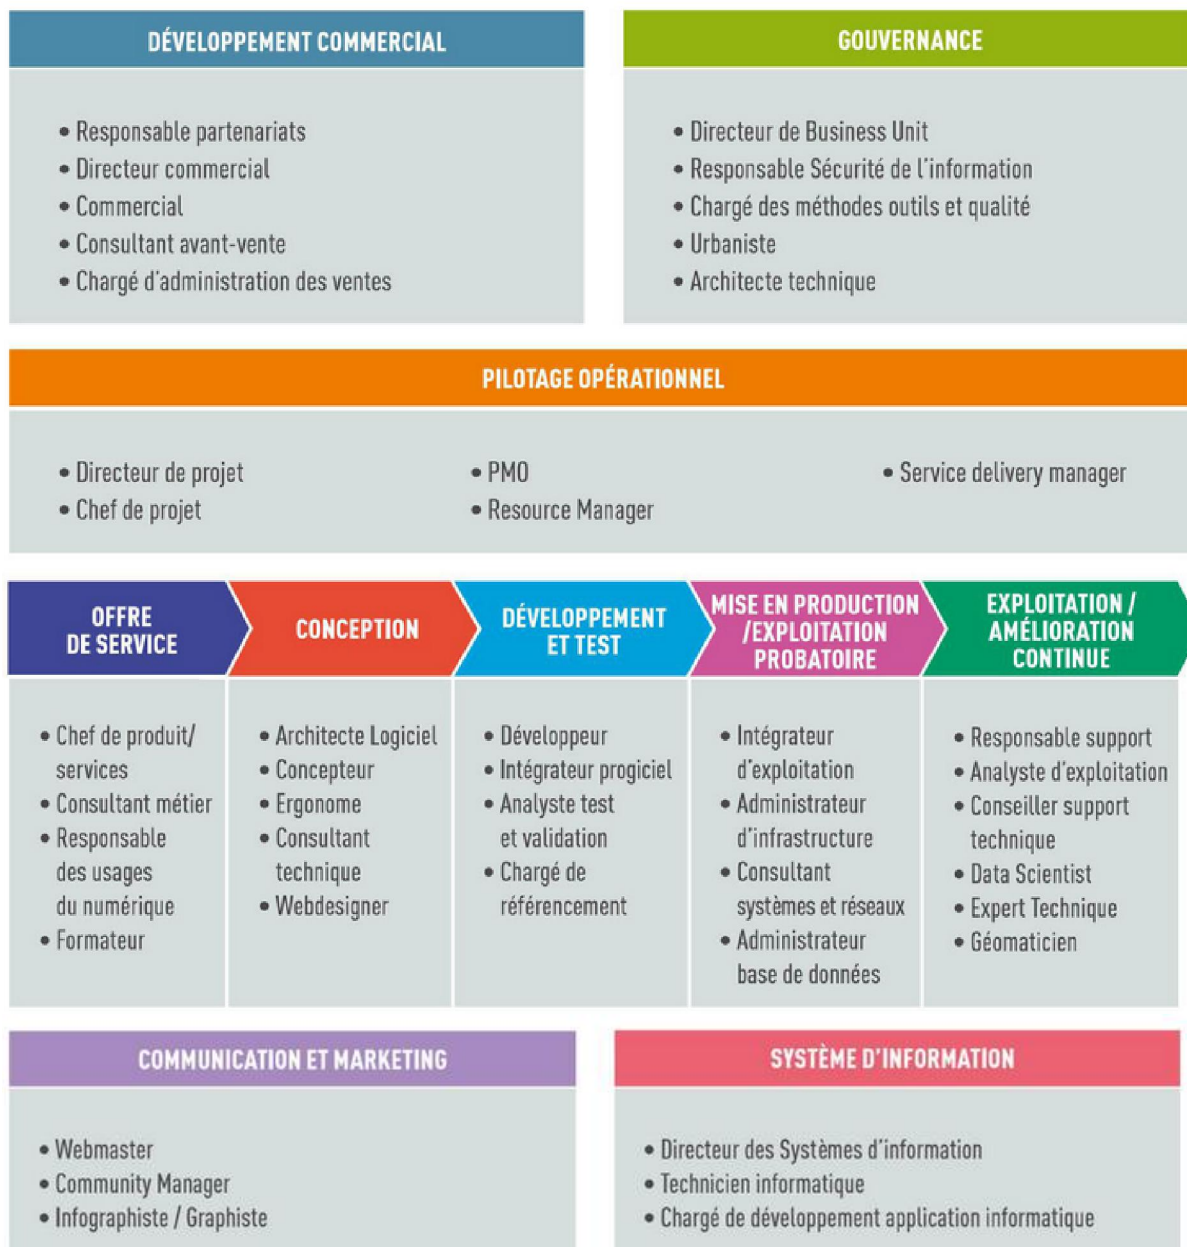 DÉVELOPPEMENT COMMERCIAL
• Responsable partenariats
• Directeur commercial
• Commercial
• Consultant avant-vente
• Chargé d'administration des ventes
GOUVERNANCE
• Directeur de Business Unit
• Responsable Sécurité de l'information
• Chargé des méthodes outils et qualité
• Urbaniste
• Architecte technique
PILOTAGE OPÉRATIONNEL
• Directeur de projet
• Chef de projet
• PMO
• Resource Manager
• Service delivery manager
OFFRE
DE SERVICE
• Chef de produit/
services
• Consultant métier
• Responsable
des usages
du numérique
• Formateur
CONCEPTION
• Architecte Logiciel
• Concepteur
• Ergonome
• Consultant
technique
• Webdesigner
DÉVELOPPEMENT
ET TEST
• Développeur
• Intégrateur progiciel
• Analyste test
et validation
• Chargé de
référencement
MISE EN PRODUCTION
/EXPLOITATION
PROBATOIRE
• Intégrateur
d'exploitation
• Administrateur
d'infrastructure
• Consultant
systèmes et réseaux
• Administrateur
base de données
EXPLOITATION /
AMÉLIORATION
CONTINUE
• Responsable support
• Analyste d'exploitation
• Conseiller support
technique
• Data Scientist
• Expert Technique
• Géomaticien
COMMUNICATION ET MARKETING
• Webmaster
• Community Manager
• Infographiste / Graphiste
SYSTÈME D'INFORMATION
• Directeur des Systèmes d'information
• Technicien informatique
• Chargé de développement application informatique